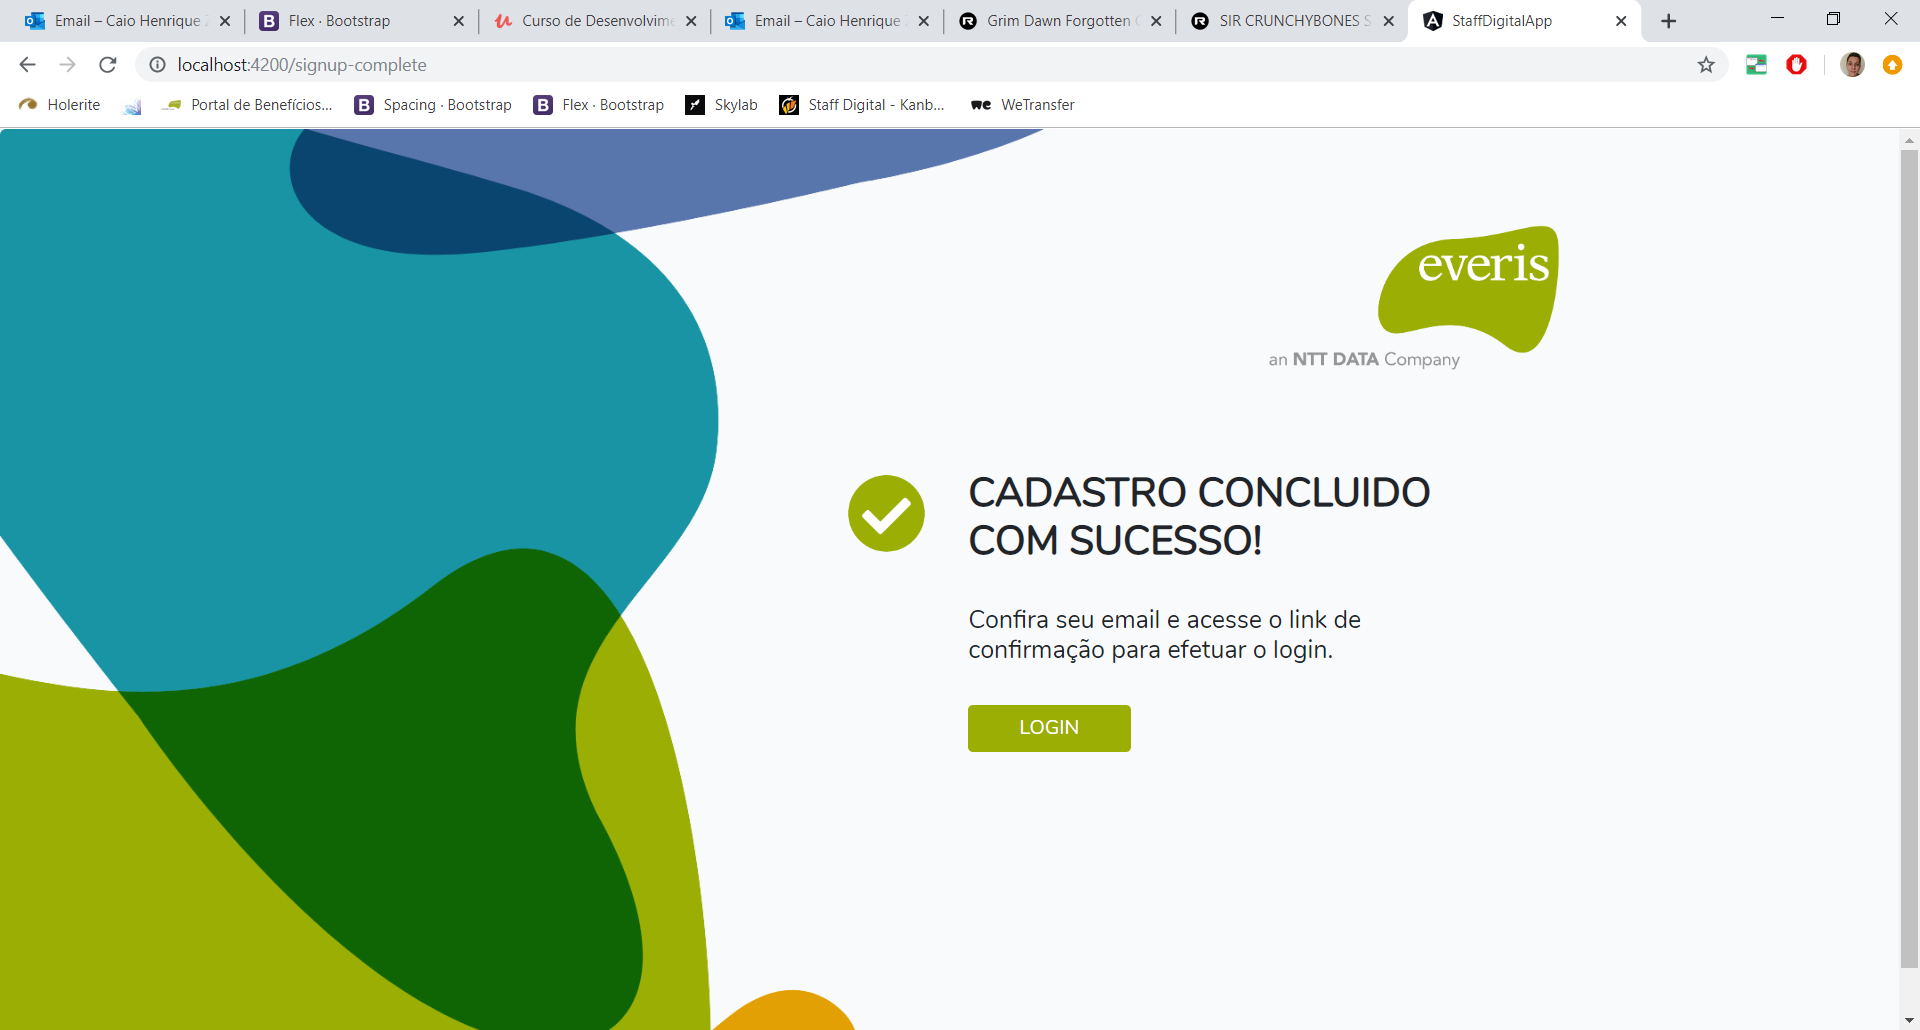 Email – Caio Henrique
Flex · Bootstrap
Curso de Desenvolvime
Email – Caio Henrique
Grim Dawn Forgotten
SIR CRUNCHYBONES S
StaffDigitalApp
localhost:4200/signup-complete
Holerite
Portal de Benefícios...
Spacing · Bootstrap
Flex · Bootstrap
Skylab
Staff Digital - Kanb...
WeTransfer
everis
an NTT DATA Company
CADASTRO CONCLUIDO
COM SUCESSO!
Confira seu email e acesse o link de
confirmação para efetuar o login.
LOGIN